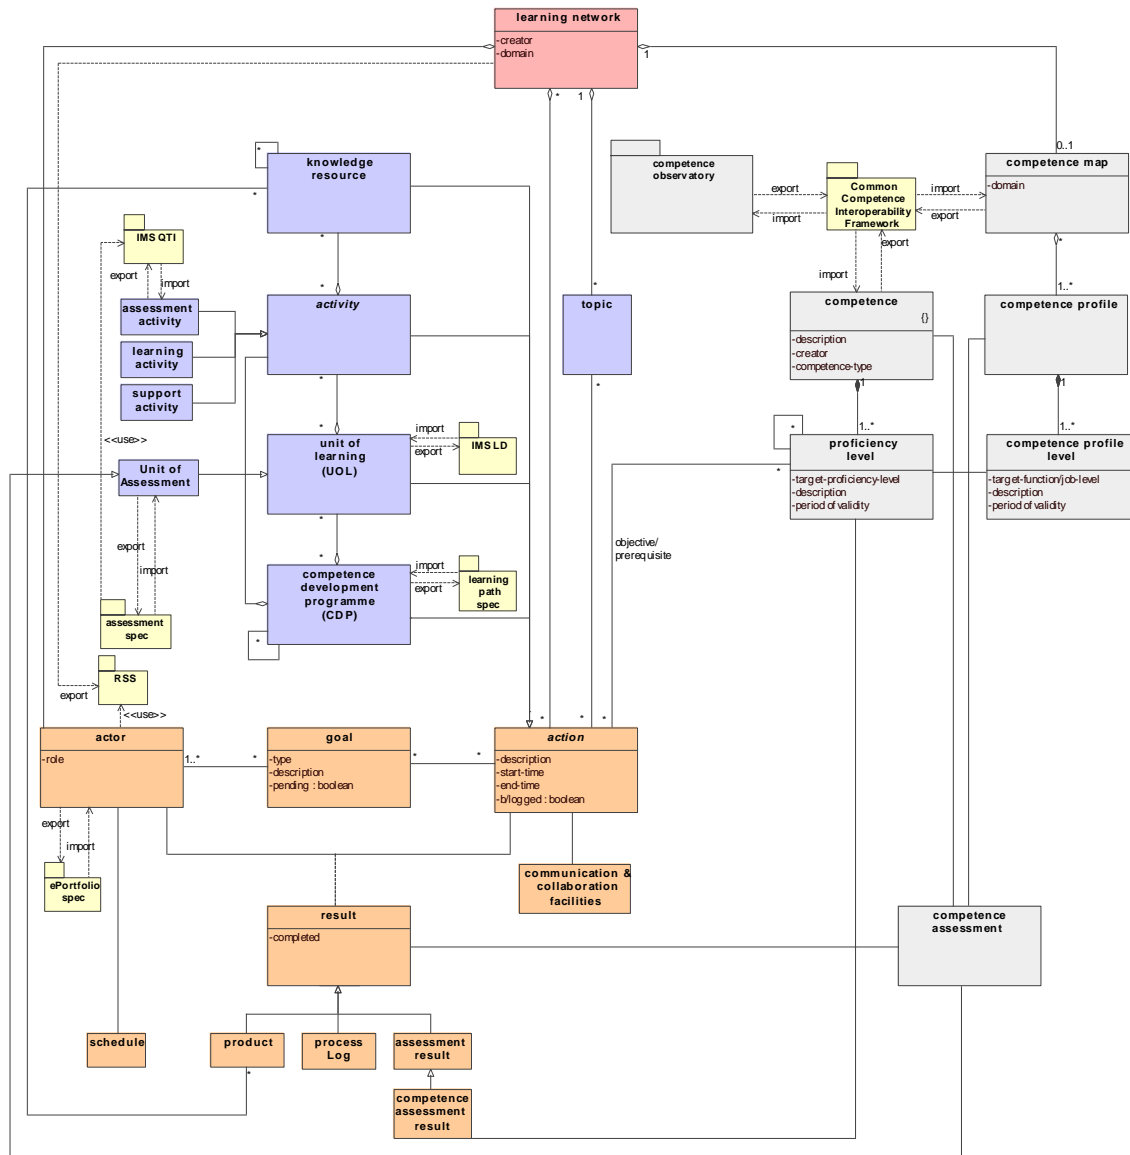 learning network
-creator
-domain
*
1
1
0..1
*
knowledge
resource
*
competence
observatory
export
import
Common
Competence
Interoperability
Framework
import
export
competence map
-domain
IMSQTI
export
import
*
*
import
export
*
1..*
assessment
activity
learning
activity
support
activity
activity
*
topic
*
competence
{}
-description
-creator
-competence-type
1
1..*
competence profile
1
1..*
<<use>>
*
*
unit of
learning
(UOL)
import
export
IMSLD
*
*
proficiency
level
-target-proficiency-level
-description
-period of validity
competence profile
level
-target-function/job-level
-description
-period of validity
Unit of
Assessment
export
import
*
*
objective/
prerequisite
competence
development
programme
(CDP)
*
import
export
learning
path
spec
assessment
spec
RSS
export
<<use>>
*
*
*
actor
-role
1..*
*
goal
-type
-description
-pending : boolean
*
*
action
-description
-start-time
-end-time
-b/logged : boolean
export
import
ePortfolio
spec
communication &
collaboration
facilities
result
-completed
competence
assessment
schedule
product
*
process
Log
assessment
result
competence
assessment
result